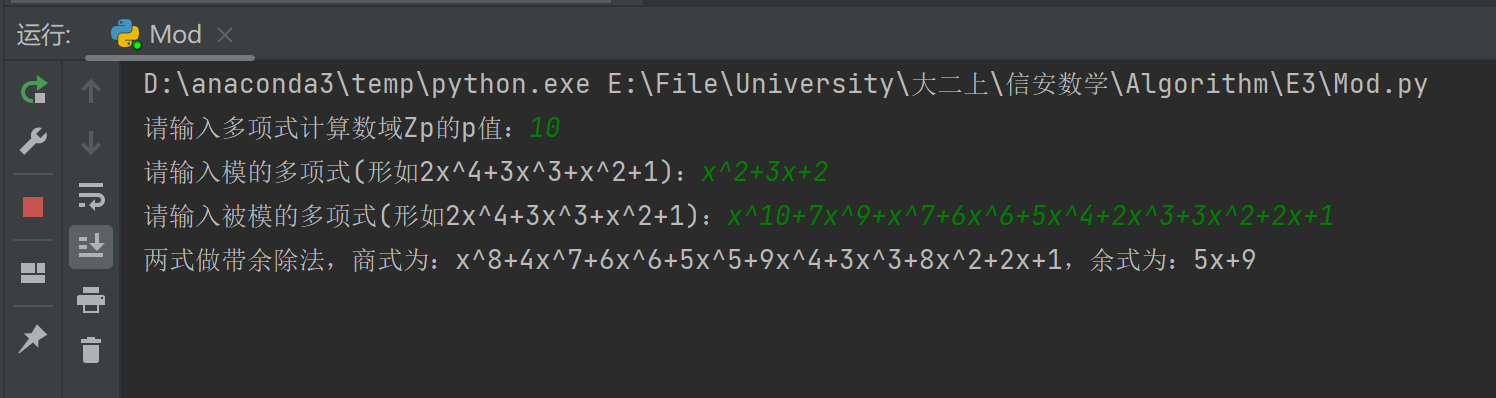 运行: Mod
D:\anaconda3\temp\python.exe E:\File\University\大二上\信安数学\Algorithm\E3\Mod.py
请输入多项式计算数域Zp的p值：10
请输入模的多项式(形如2x^4+3x^3+x^2+1)：x^2+3x+2
请输入被模的多项式(形如2x^4+3x^3+x^2+1)：x^10+7x^9+x^7+6x^6+5x^4+2x^3+3x^2+2x+1
两式做带余除法，商式为：x^8+4x^7+6x^6+5x^5+9x^4+3x^3+8x^2+2x+1，余式为：5x+9